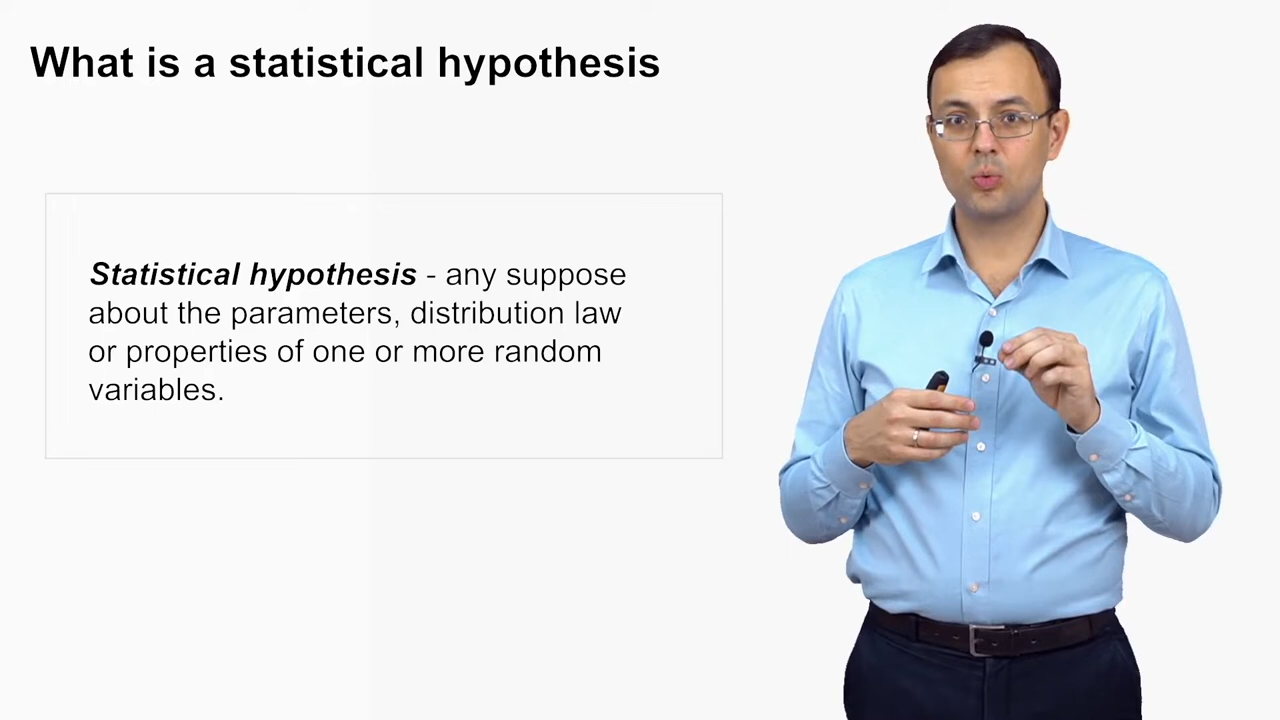 What is a statistical hypothesis
Statistical hypothesis - any suppose
about the parameters, distribution law
or properties of one or more random
variables.